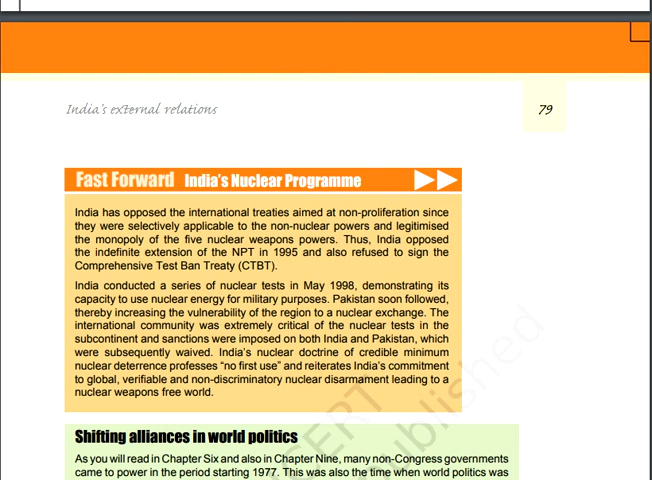 India's external relations
79
Fast Forward India's Nuclear Programme
India has opposed the international treaties aimed at non-proliferation since
they were selectively applicable to the non-nuclear powers and legitimised
the monopoly of the five nuclear weapons powers. Thus, India opposed
the indefinite extension of the NPT in 1995 and also refused to sign the
Comprehensive Test Ban Treaty (CTBT).
India conducted a series of nuclear tests in May 1998, demonstrating its
capacity to use nuclear energy for military purposes. Pakistan soon followed,
thereby increasing the vulnerability of the region to a nuclear exchange. The
international community was extremely critical of the nuclear tests in the
subcontinent and sanctions were imposed on both India and Pakistan, which
were subsequently waived. India's nuclear doctrine of credible minimum
nuclear deterrence professes "no first use" and reiterates India's commitment
to global, verifiable and non-discriminatory nuclear disarmament leading to a
nuclear weapons free world.
Shifting alliances in world politics
As you will read in Chapter Six and also in Chapter Nine, many non-Congress governments
came to power in the period starting 1977. This was also the time when world politics was